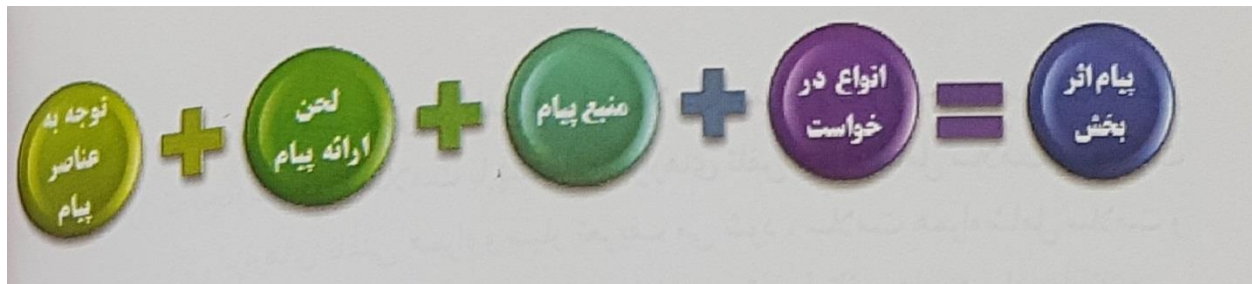 پیام اثر
بخش
=
انواع در
خواست
+
منبع پیام
+
لحن
ارائه پیام
+
توجه به
عناصر
پیام